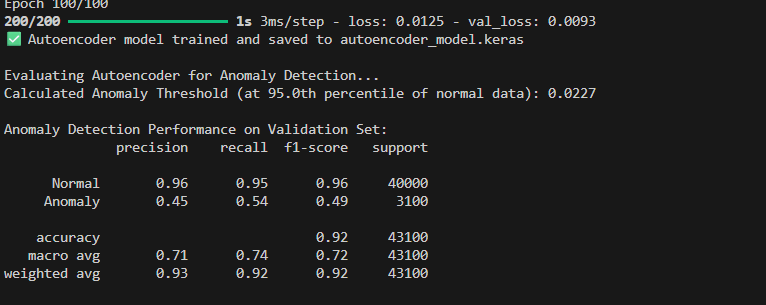 Epoch 100/100
200/200 ━━━━━━━━━━━━━━━━━━━━ 1s 3ms/step - loss: 0.0125 - val_loss: 0.0093
✅ Autoencoder model trained and saved to autoencoder_model.keras
Evaluating Autoencoder for Anomaly Detection...
Calculated Anomaly Threshold (at 95.0th percentile of normal data): 0.0227
Anomaly Detection Performance on Validation Set:
precision recall f1-score support
Normal 0.96 0.95 0.96 40000
Anomaly 0.45 0.54 0.49 3100
accuracy 0.92 43100
macro avg 0.71 0.74 0.72 43100
weighted avg 0.93 0.92 0.92 43100